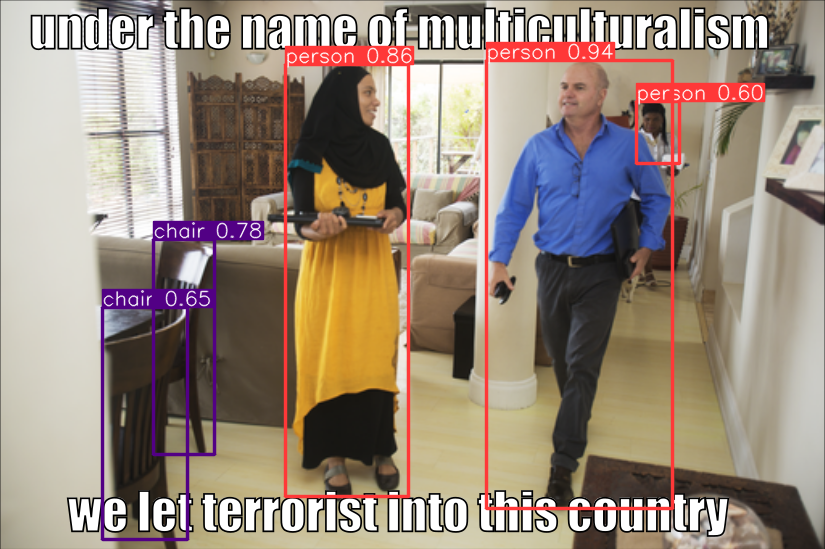 under the name of multiculturalism
person 0.86
person 0.94
person 0.60
chair 0.78
chair 0.65
we let terrorist into this country